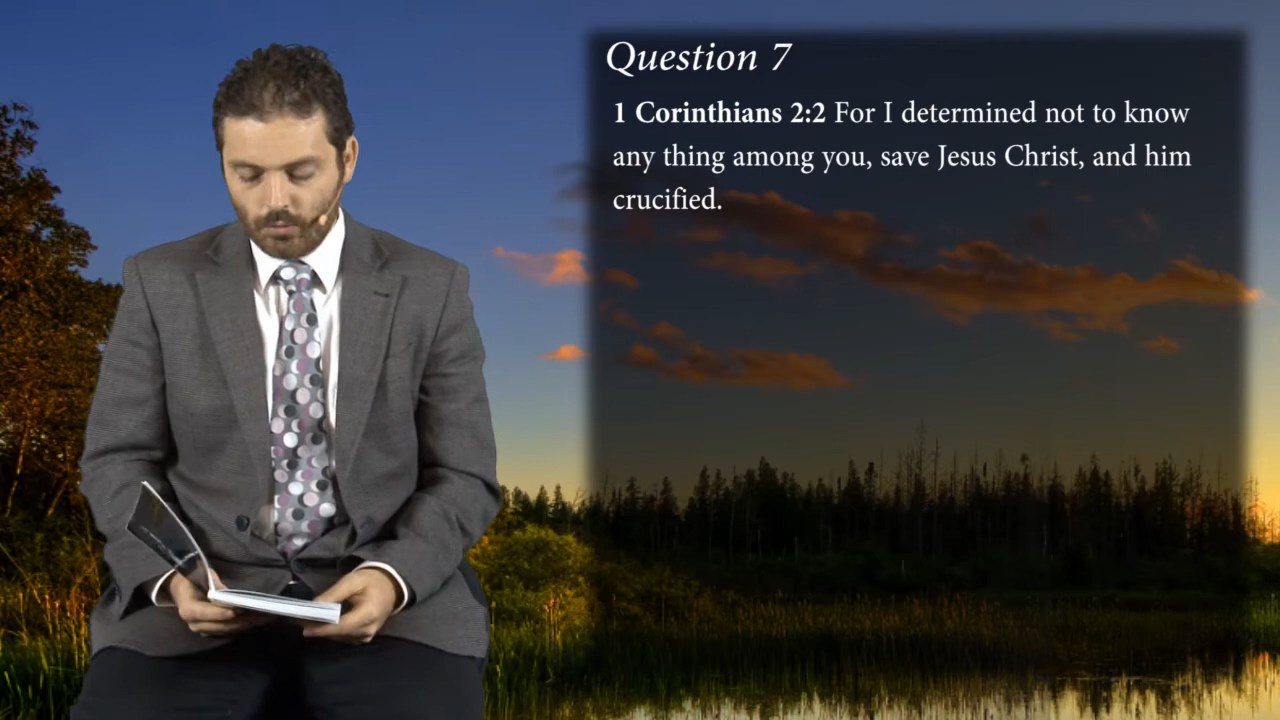 Question 7
1 Corinthians 2:2 For I determined not to know
any thing among you, save Jesus Christ, and him
crucified.